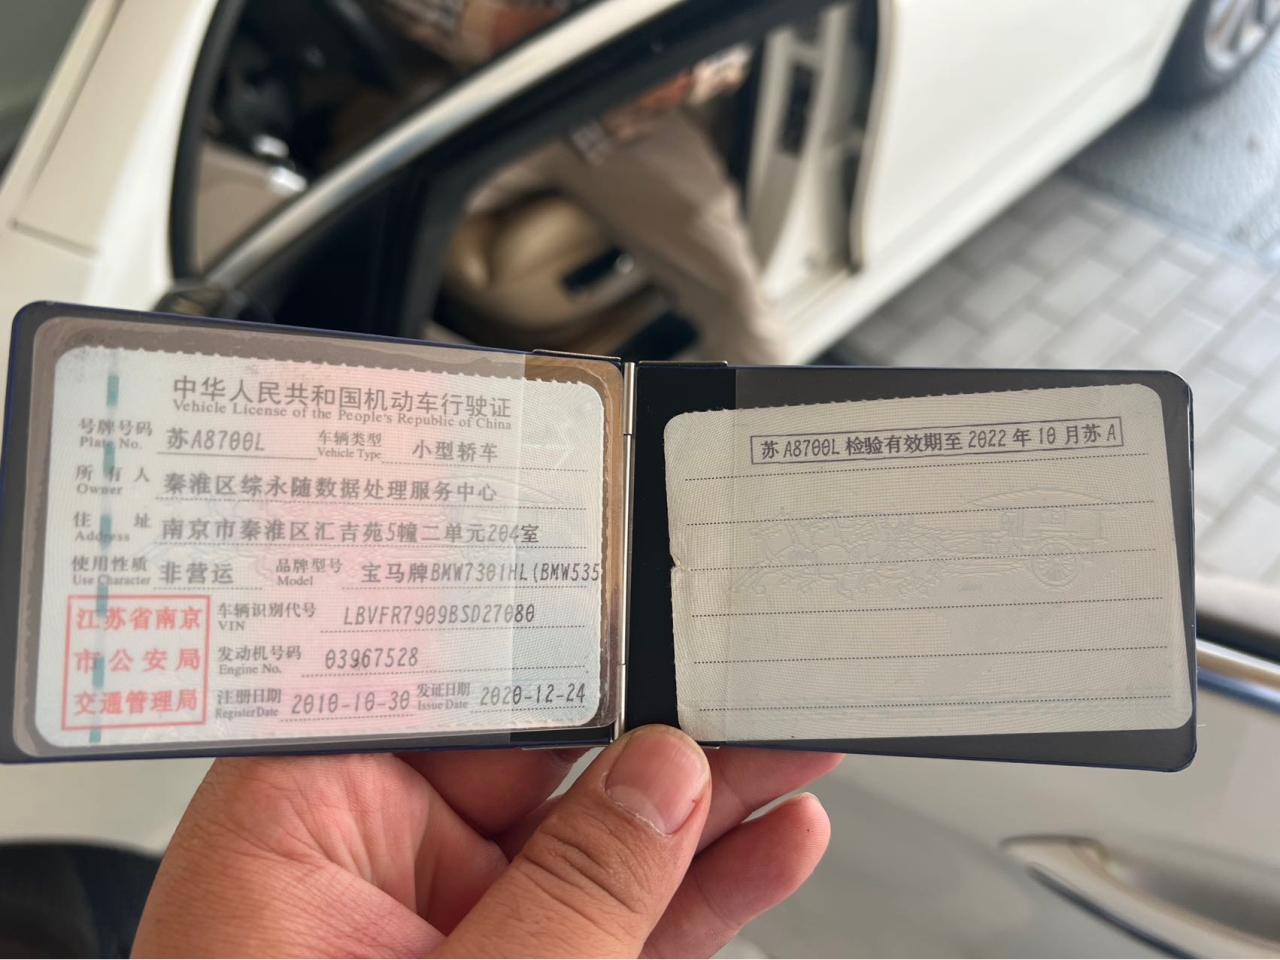 中华人民共和国机动车行驶证
Vehicle License of the People's Republic of China
号牌号码 苏A8700L 车辆类型 小型轿车
Plate No. Vehicle Type
所有人 秦淮区综永随数据处理服务中心
Owner
住址 南京市秦淮区汇吉苑5幢二单元204室
Address
使用性质 非营运 品牌型号 宝马牌BMW7301HL(BMW535
Use Character Model
江苏省南京
市公安局
交通管理局
车辆识别代号 LBVFR7909BSD27080
VIN
发动机号码 03967528
Engine No.
注册日期 2010-10-30 发证日期 2020-12-24
Register Date Issue Date
苏A8700L 检验有效期至2022年10月苏A